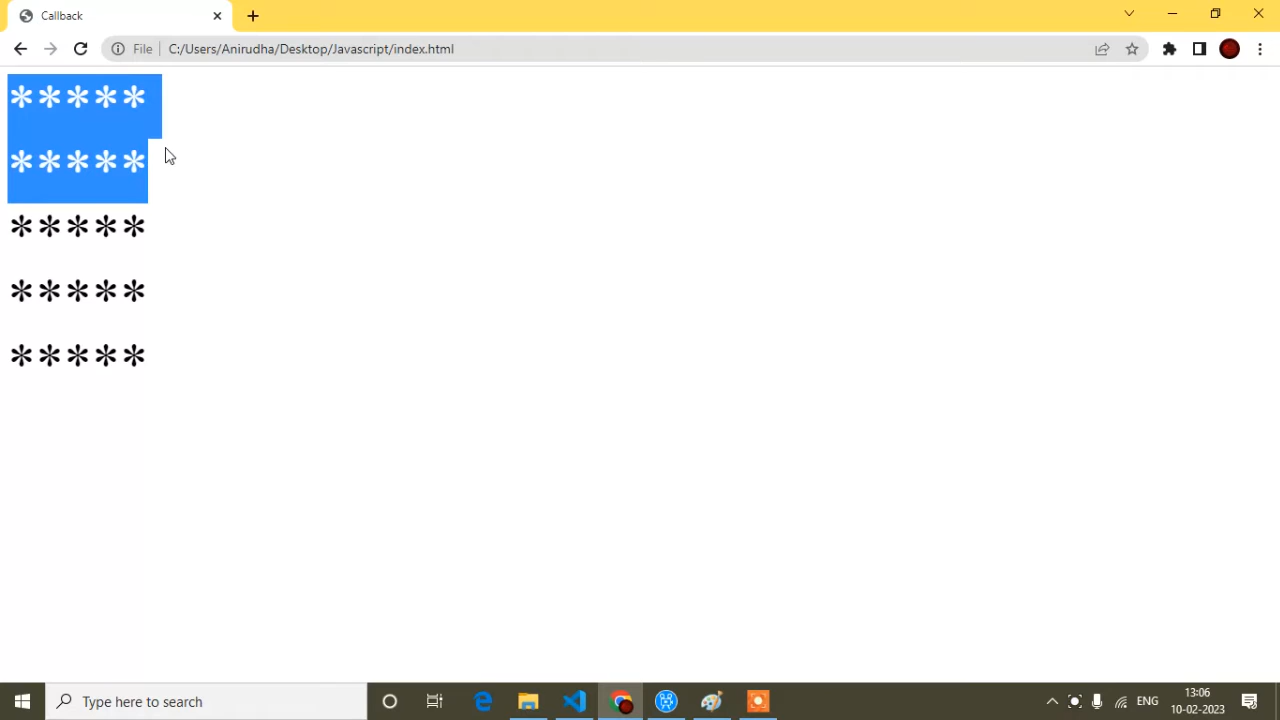 Callback
File C:/Users/Anirudha/Desktop/Javascript/index.html
*****
*****
*****
*****
*****
Type here to search
ENG
13:06
10-02-2023